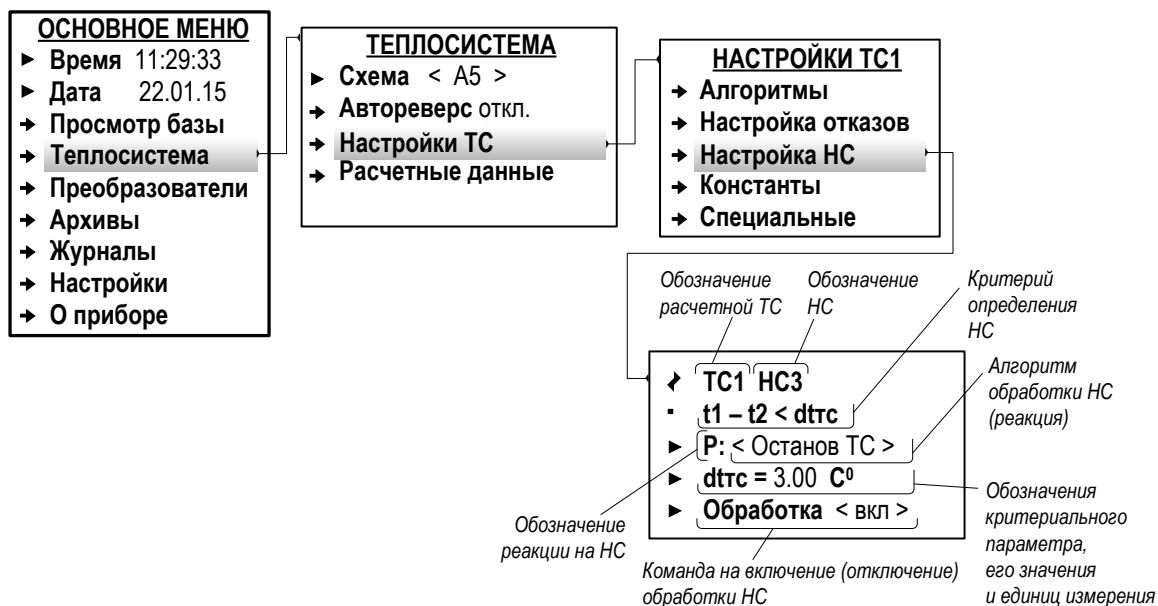 ОСНОВНОЕ МЕНЮ
Время 11:29:33
Дата 22.01.15
Просмотр базы
Теплосистема
Преобразователи
Архивы
Журналы
Настройки
О приборе
ТЕПЛОСИСТЕМА
Схема < А5 >
Автореверс откл.
Настройки ТС
Расчетные данные
НАСТРОЙКИ ТС1
Алгоритмы
Настройка отказов
Настройка НС
Константы
Специальные
Обозначение
расчетной ТС
Обозначение
НС
Критерий
определения
НС
ТС1 НС3
t1 – t2 < dtтс
Р: < Останов ТС >
dtтс = 3.00 С⁰
Обработка < вкл >
Алгоритм
обработки НС
(реакция)
Обозначения
критериального
параметра,
его значения
и единиц измерения
Обозначение
реакции на НС
Команда на включение (отключение)
обработки НС